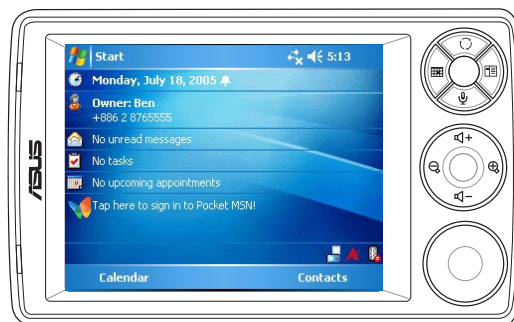 Start 5:13
Monday, July 18, 2005
Owner: Ben
+886 2 8765555
No unread messages
No tasks
No upcoming appointments
Tap here to sign in to Pocket MSN!
Calendar Contacts
ASUS